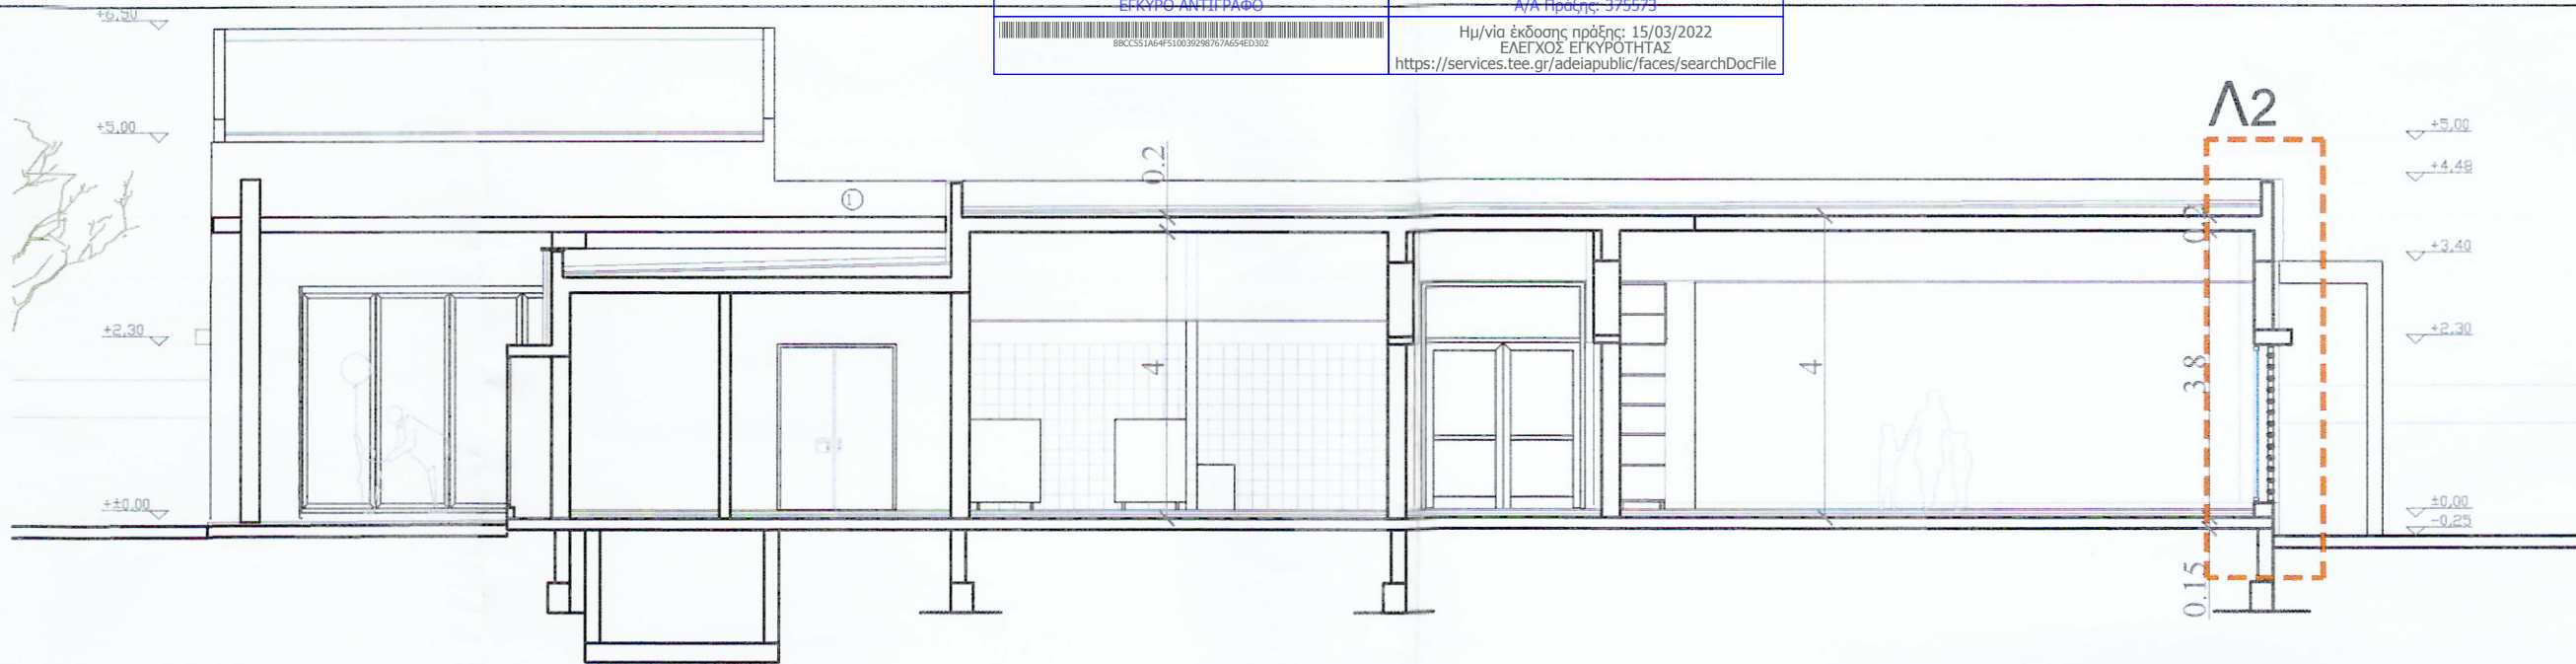 +6,50
ΕΓΚΥΡΟ ΑΝΤΙΓΡΑΦΟ
Α/Α Πράξης: 375573
8BCC551A64F510039298767A654ED302
Ημ/νία έκδοσης πράξης: 15/03/2022
ΕΛΕΓΧΟΣ ΕΓΚΥΡΟΤΗΤΑΣ
https://services.tee.gr/adeiapublic/faces/searchDocFile
Λ2
+5,00
+5,00
0.2
+4,48
1
0.2
+3,40
+2,30
+2,30
4
4
3.8
+±0,00
±0,00
-0,25
0.15